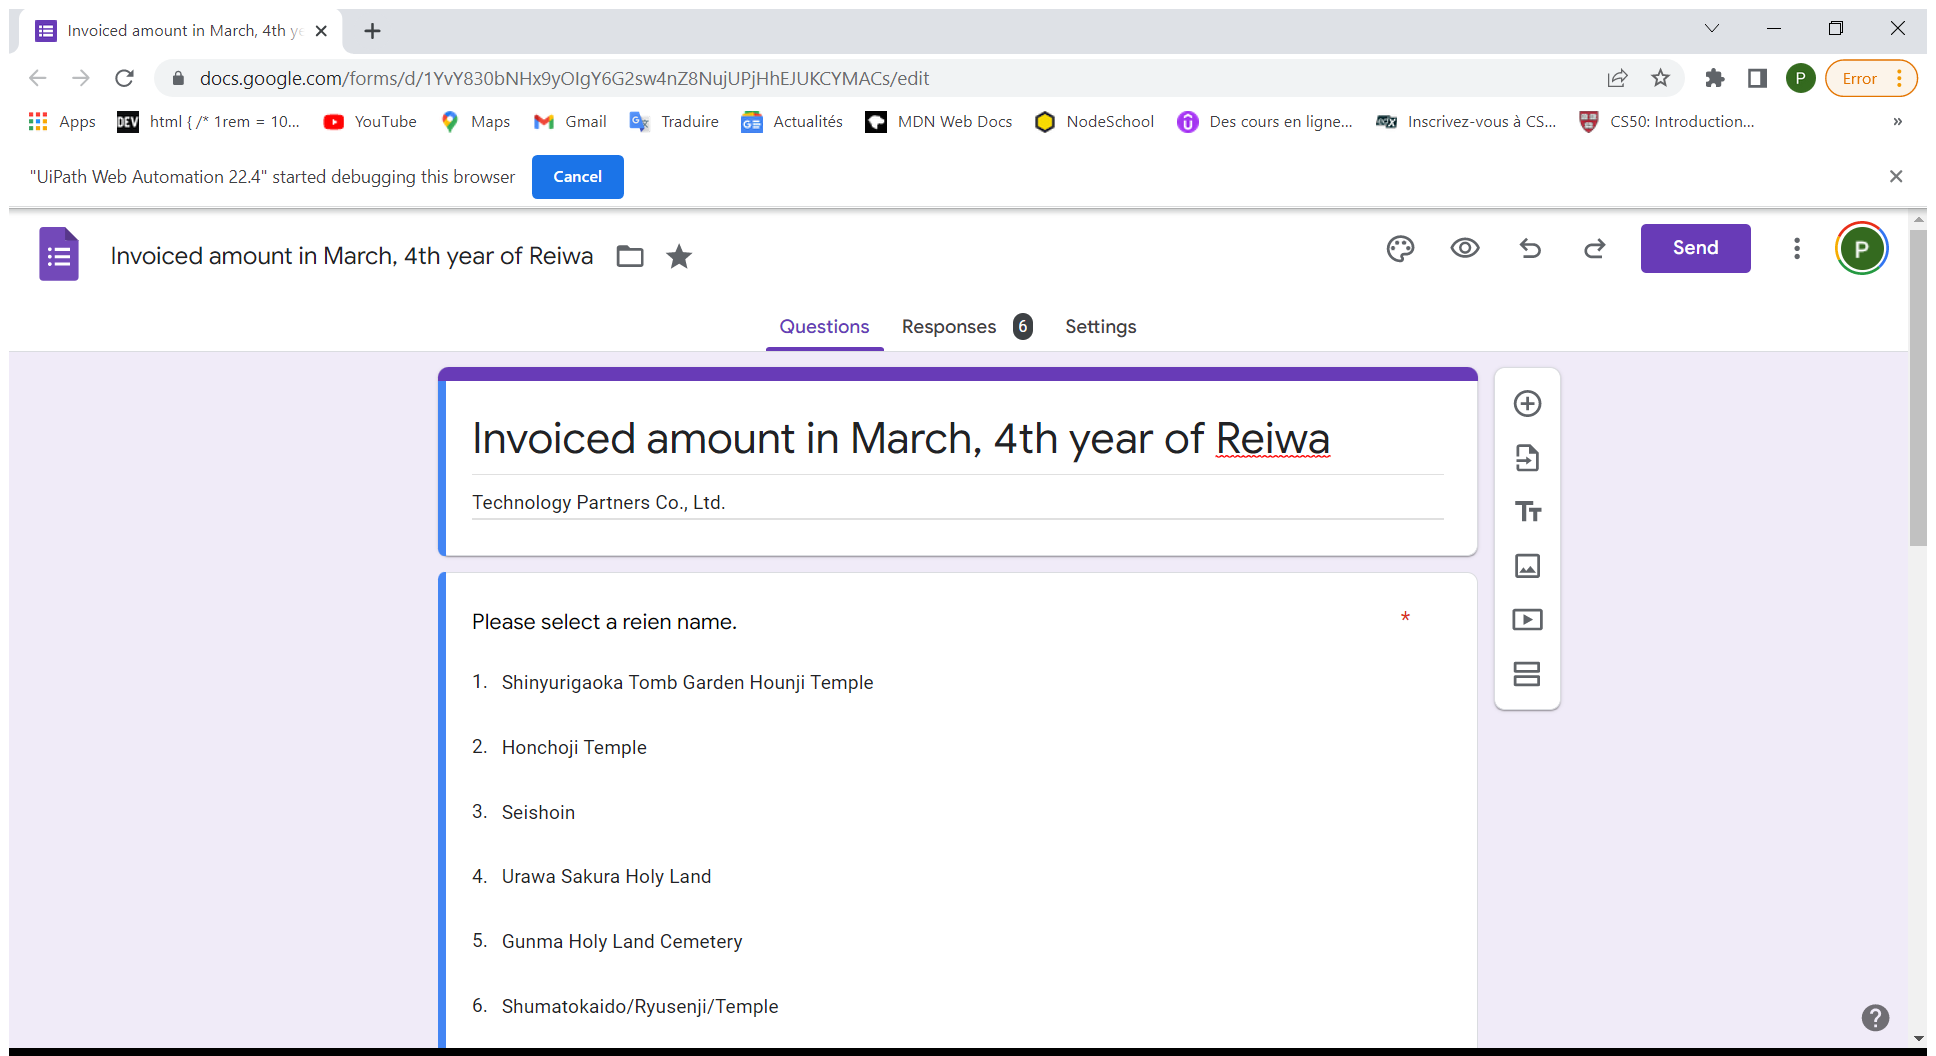 Invoiced amount in March, 4th ye
docs.google.com/forms/d/1YvY830bNHx9yOIgY6G2sw4nZ8NujUPjHhEJUKCYMACs/edit
P
Error
Apps
DEV html { /* 1rem = 10...
YouTube
Maps
Gmail
Traduire
GE Actualités
MDN Web Docs
NodeSchool
Des cours en ligne...
Inscrivez-vous à CS...
CS50: Introduction...
»
"UiPath Web Automation 22.4" started debugging this browser
Cancel
Invoiced amount in March, 4th year of Reiwa
Send
P
Questions
Responses 6
Settings
Invoiced amount in March, 4th year of Reiwa
Technology Partners Co., Ltd.
Please select a reien name. *
1. Shinyurigaoka Tomb Garden Hounji Temple
2. Honchoji Temple
3. Seishoin
4. Urawa Sakura Holy Land
5. Gunma Holy Land Cemetery
6. Shumatokaido/Ryusenji/Temple